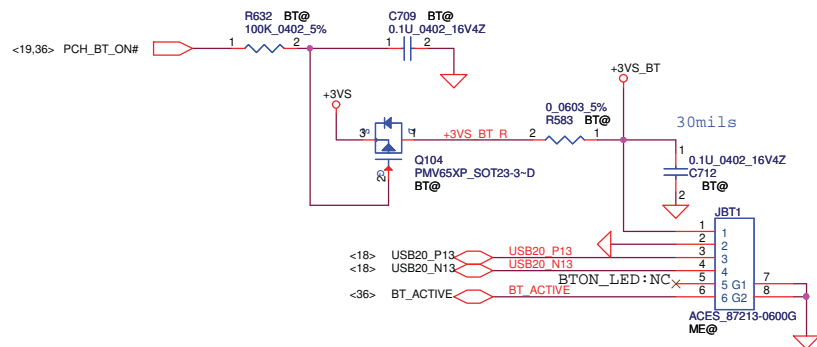 R632 BT@
100K_0402_5%
C709 BT@
0.1U_0402_16V4Z
<19,36> PCH_BT_ON#
1 2
1 2
+3VS
+3VS_BT
0_0603_5%
R583 BT@
30mils
3 S
D 1
+3VS_BT_R
2 1
1
0.1U_0402_16V4Z
C712
BT@
2
Q104
PMV65XP_SOT23-3~D
BT@
2G
JBT1
1 1
2 2
<18> USB20_P13 USB20_P13 3 3
<18> USB20_N13 USB20_N13 4 4
BTON_LED:NC 5 5 G1 7
<36> BT_ACTIVE BT_ACTIVE 6 6 G2 8
ACES_87213-0600G
ME@